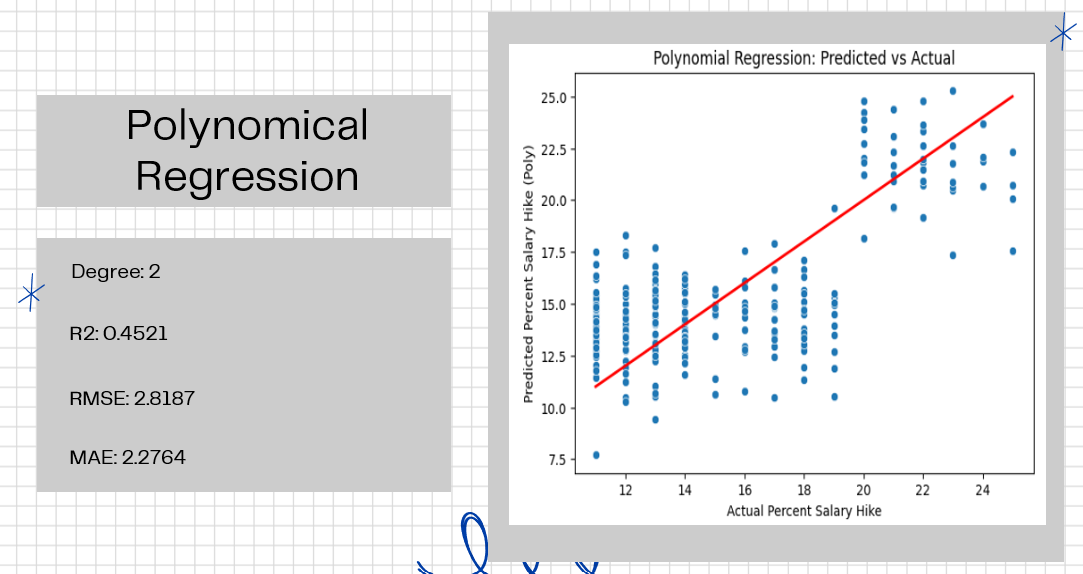 Polynomical
Regression
Degree: 2
R2: 0.4521
RMSE: 2.8187
MAE: 2.2764
Polynomial Regression: Predicted vs Actual
Predicted Percent Salary Hike (Poly)
25.0
22.5
20.0
17.5
15.0
12.5
10.0
7.5
12 14 16 18 20 22 24
Actual Percent Salary Hike